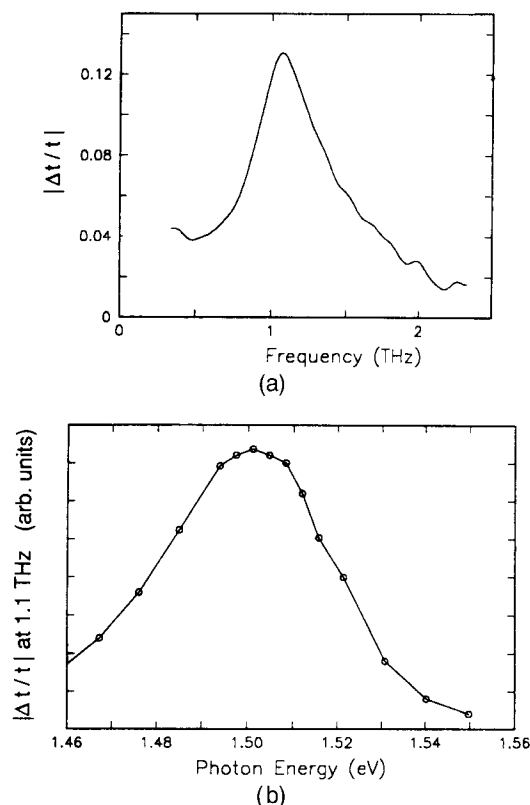 0.12
0.08
0.04
0
|Δt/t|
0
1
2
Frequency (THz)
(a)
|Δt/t| at 1.1 THz (arb. units)
1.46
1.48
1.50
1.52
1.540
1.56
Photon Energy (eV)
(b)